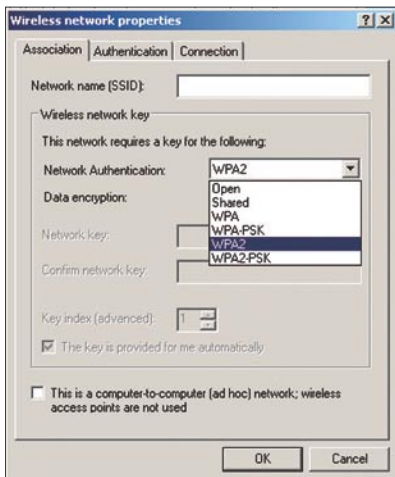 Wireless network properties
Association
Authentication
Connection
Network name (SSID):
Wireless network key
This network requires a key for the following:
Network Authentication:
WPA2
Data encryption:
Open
Shared
WPA
WPA-PSK
WPA2
WPA2-PSK
Network key:
Confirm network key:
Key index (advanced):
1
The key is provided for me automatically
This is a computer-to-computer (ad hoc) network; wireless
access points are not used
OK
Cancel